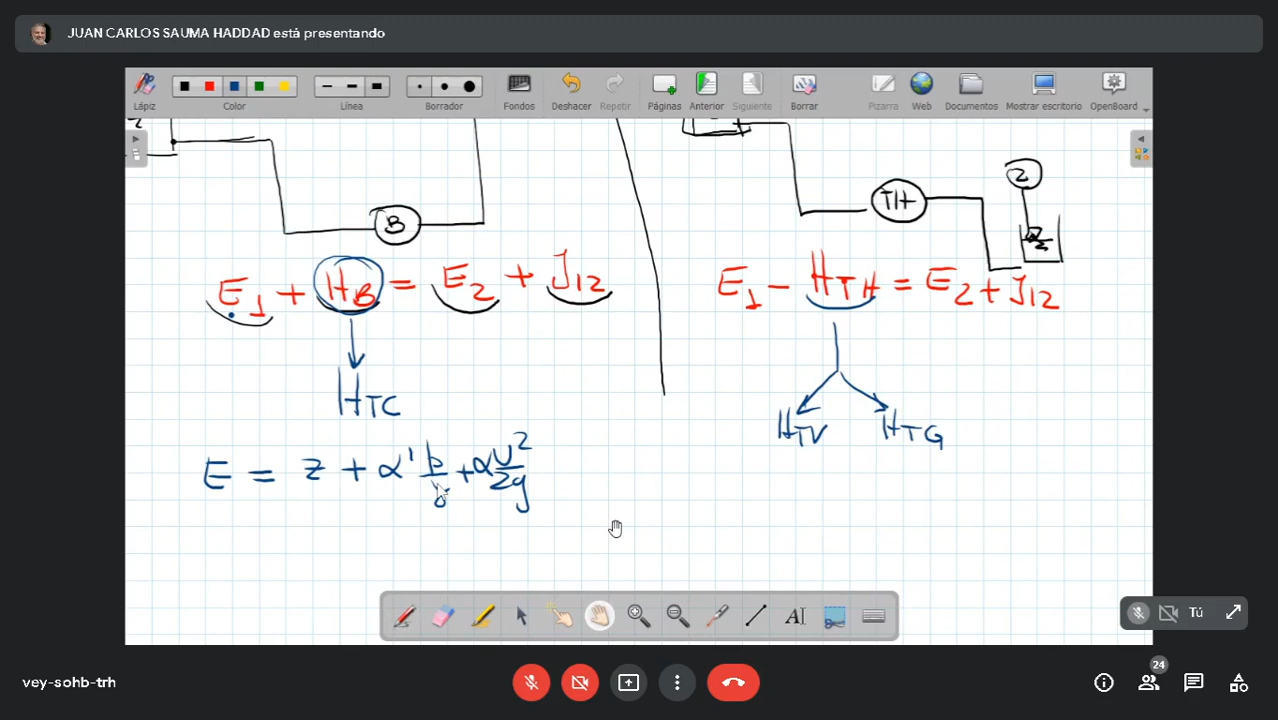 JUAN CARLOS SAUMA HADDAD está presentando
Lápiz Color Línea Borrador Fondos Deshacer Repetir Páginas Anterior Siguiente Borrar Pizarra Web Documentos Mostrar escritorio OpenBoard
B
TH
2
E1 + HB = E2 + J12
E1 - HTH = E2 + J12
HTC
HTV HTG
E = z + α' p/γ + α U²/2g
Tú
vey-sohb-trh
24